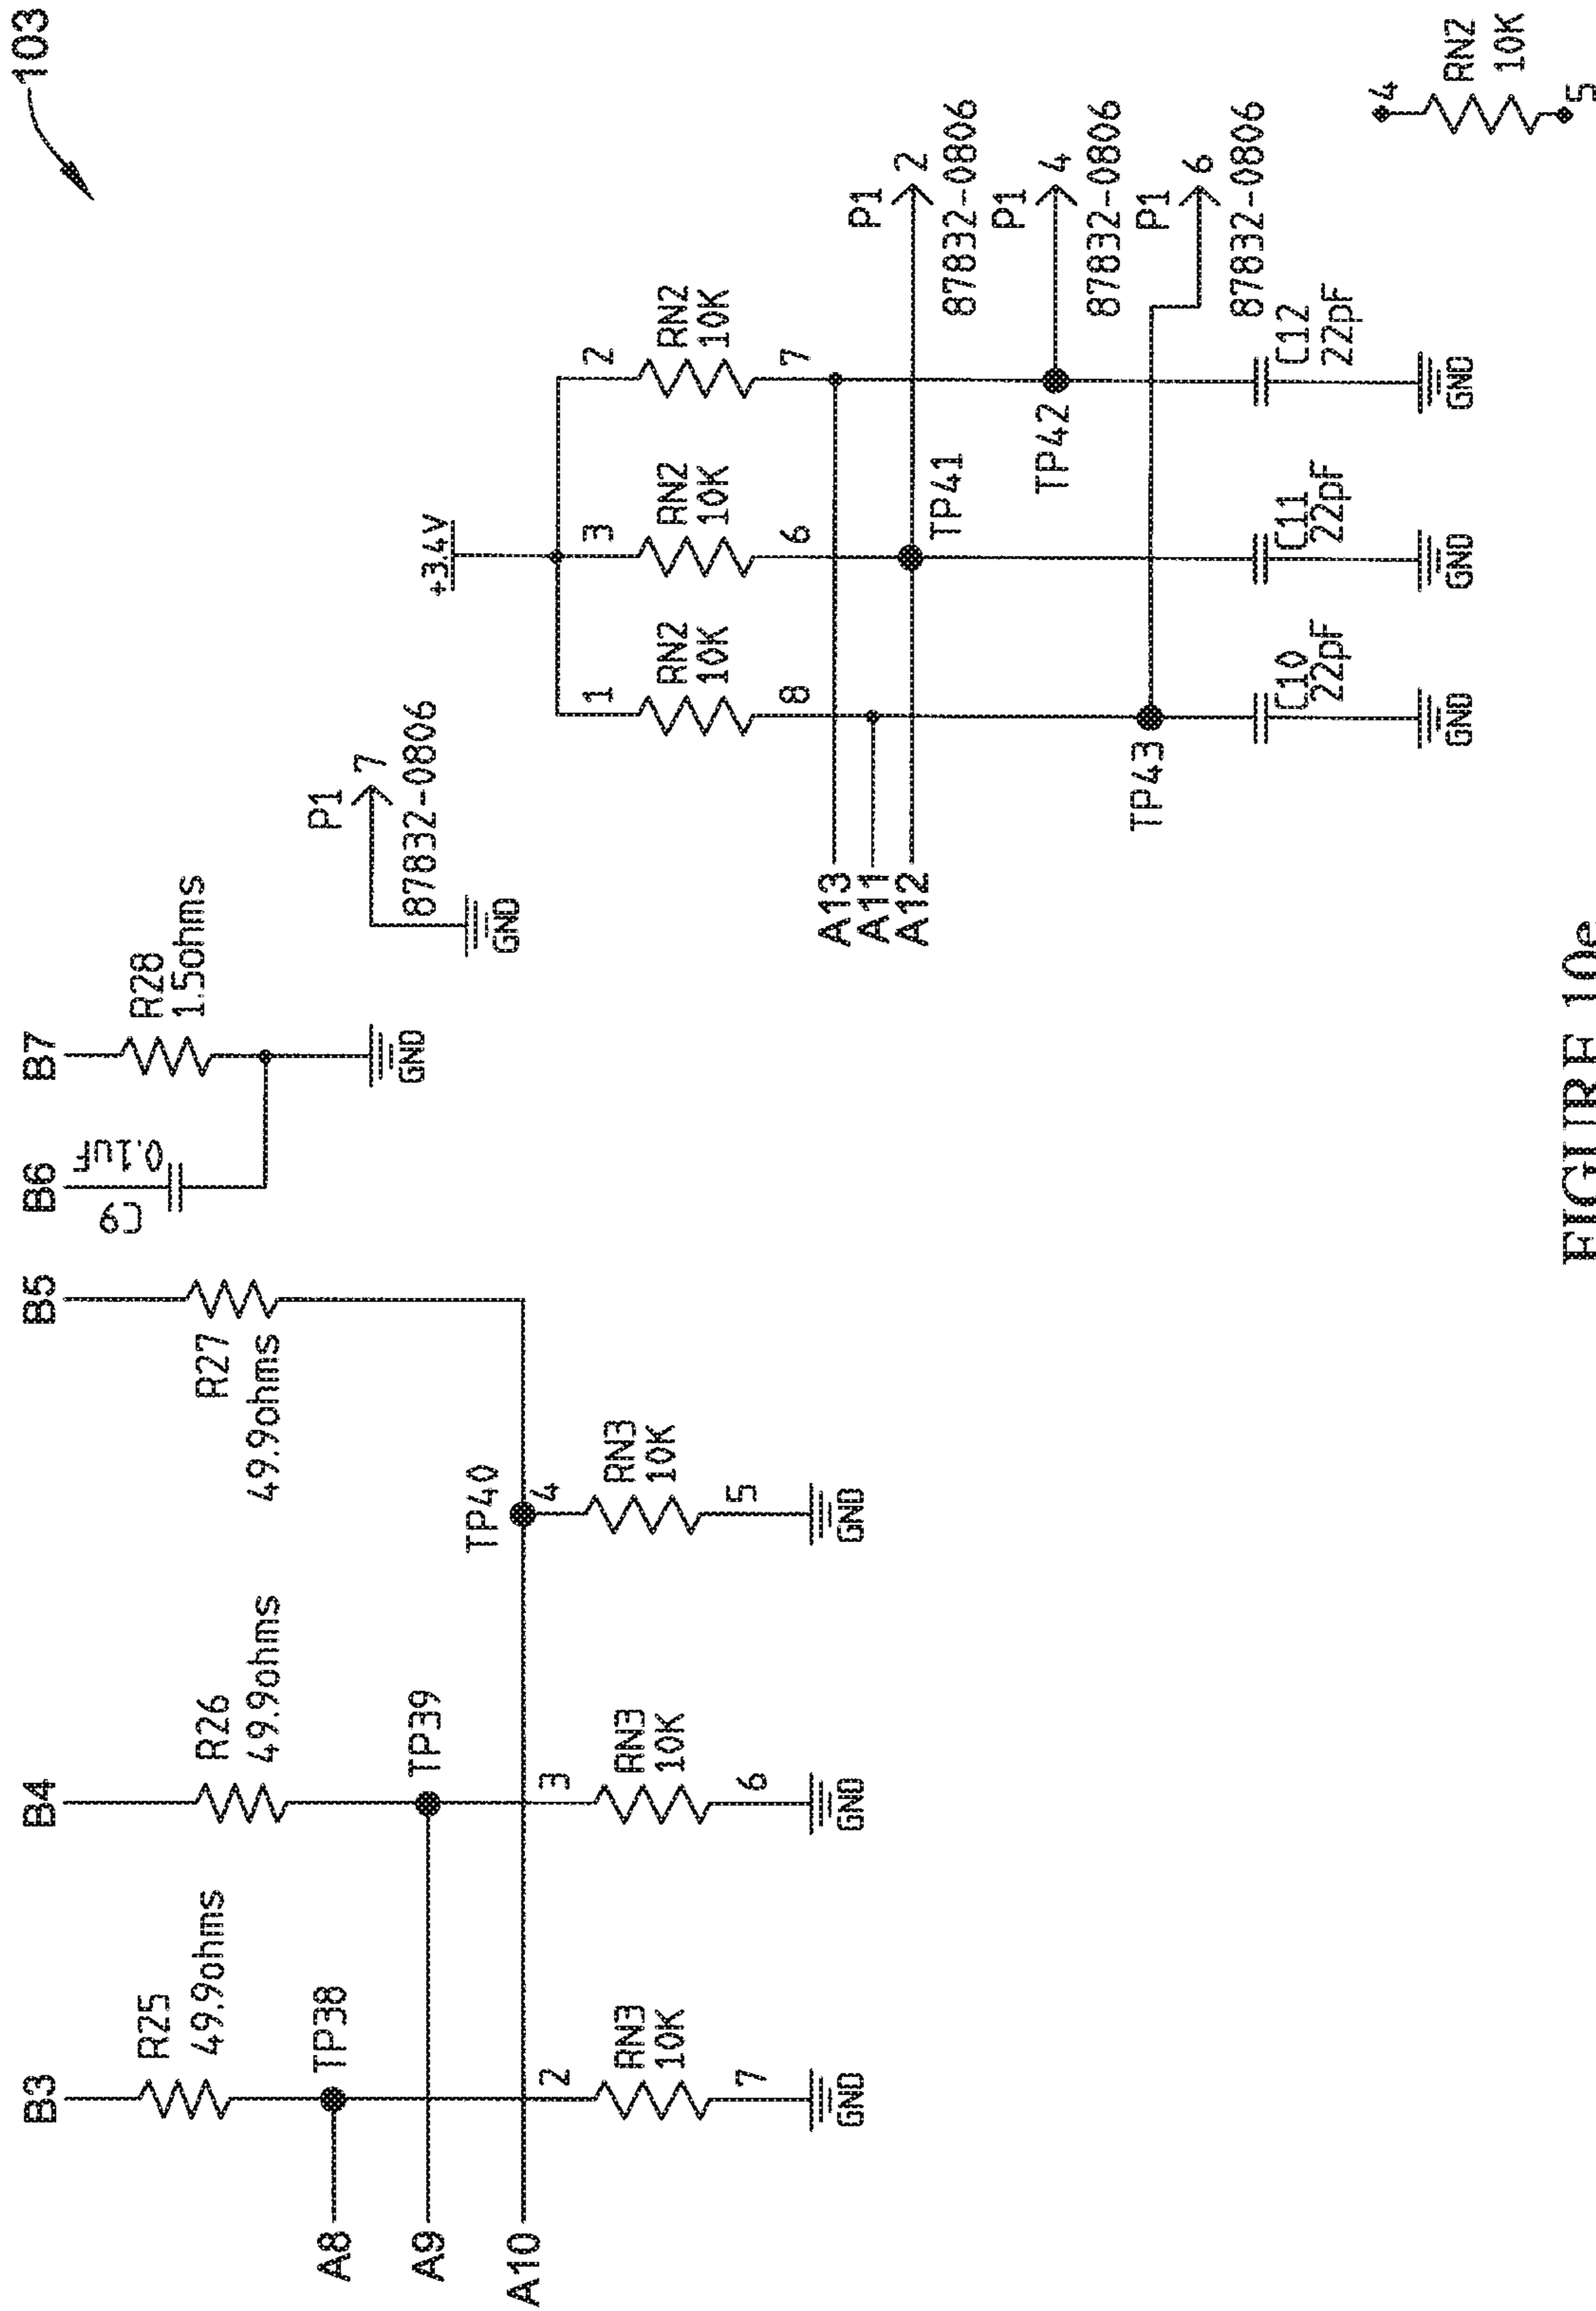 103
B3
B4
B5
B6
B7
R25
49.9ohms
R26
49.9ohms
R27
49.9ohms
C9
0.1uF
R28
1.5ohms
TP38
TP39
TP40
A8
A9
A10
2
RN3
10K
7
GND
3
RN3
10K
6
GND
4
RN3
10K
5
GND
GND
P1
7
87832-0806
GND
+3.4V
1
RN2
10K
8
3
RN2
10K
6
2
RN2
10K
7
A13
A11
A12
P1
2
87832-0806
TP41
P1
4
87832-0806
TP42
P1
6
87832-0806
TP43
C10
22pF
GND
C11
22pF
GND
C12
22pF
GND
4
RN2
10K
5
FIGURE 10e